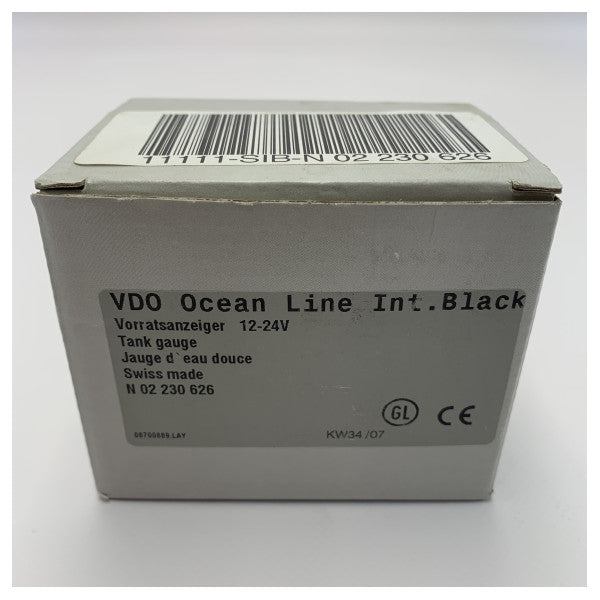 11111-SIB-N 02 230 626
VDO Ocean Line Int.Black
Vorratsanzeiger 12-24V
Tank gauge
Jauge d`eau douce
Swiss made
N 02 230 626
GL CE
08700889.LAY KW34/07